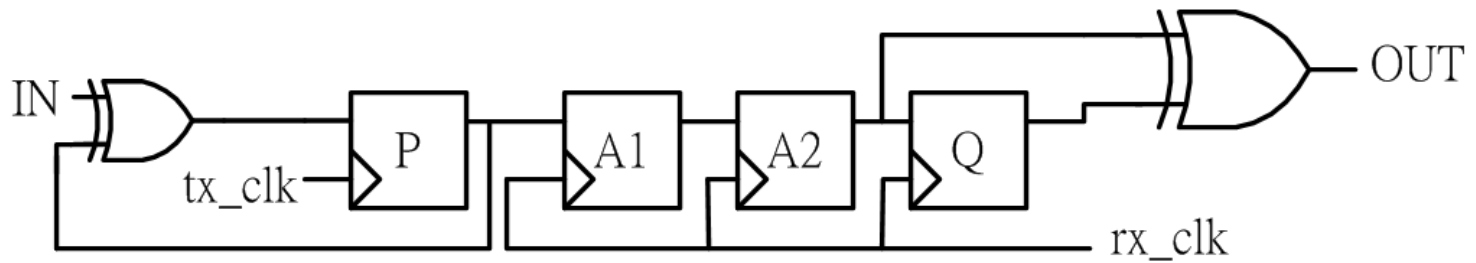 IN
tx_clk
P
A1
A2
Q
OUT
rx_clk